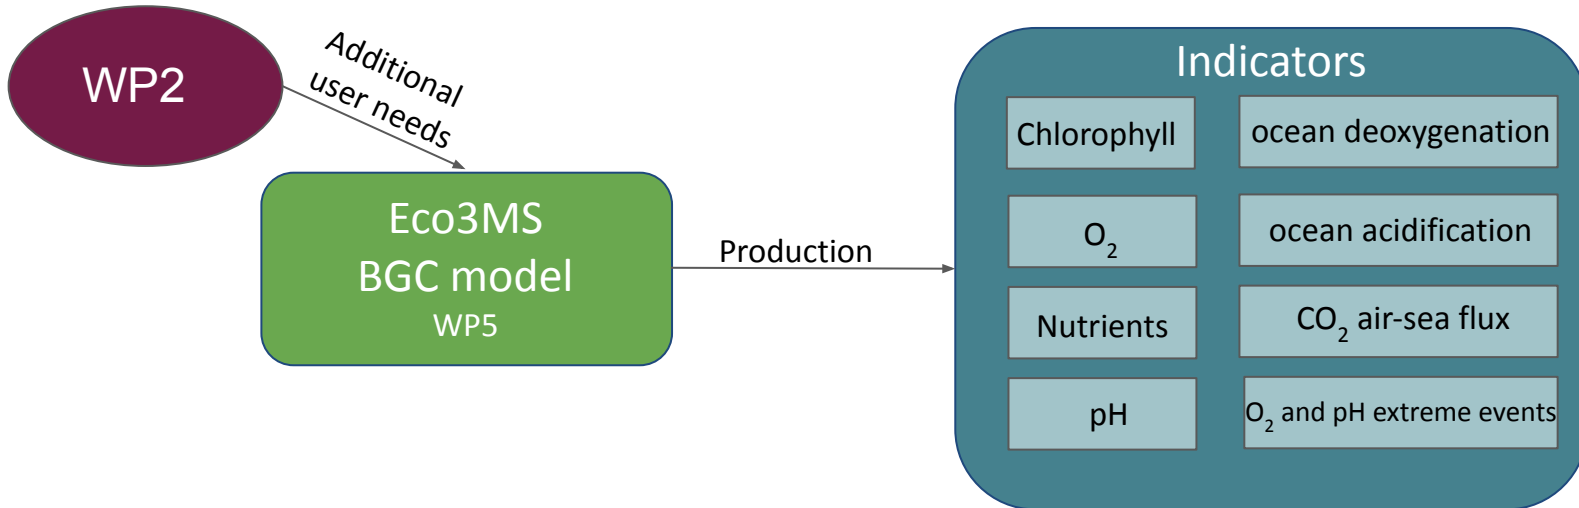 WP2
Additional
user needs
Eco3MS
BGC model
WP5
Production
Indicators
Chlorophyll
ocean deoxygenation
O₂
ocean acidification
Nutrients
CO₂ air-sea flux
pH
O₂ and pH extreme events